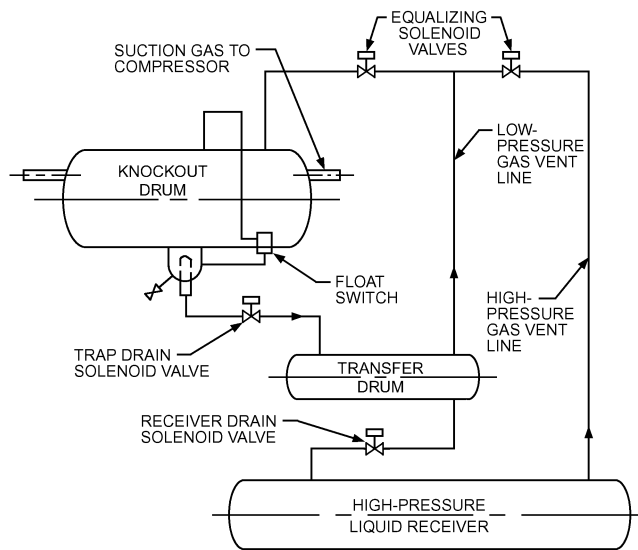 EQUALIZING
SOLENOID
VALVES
SUCTION GAS TO
COMPRESSOR
LOW-
PRESSURE
GAS VENT
LINE
KNOCKOUT
DRUM
FLOAT
SWITCH
HIGH-
PRESSURE
GAS VENT
LINE
TRAP DRAIN
SOLENOID VALVE
TRANSFER
DRUM
RECEIVER DRAIN
SOLENOID VALVE
HIGH-PRESSURE
LIQUID RECEIVER